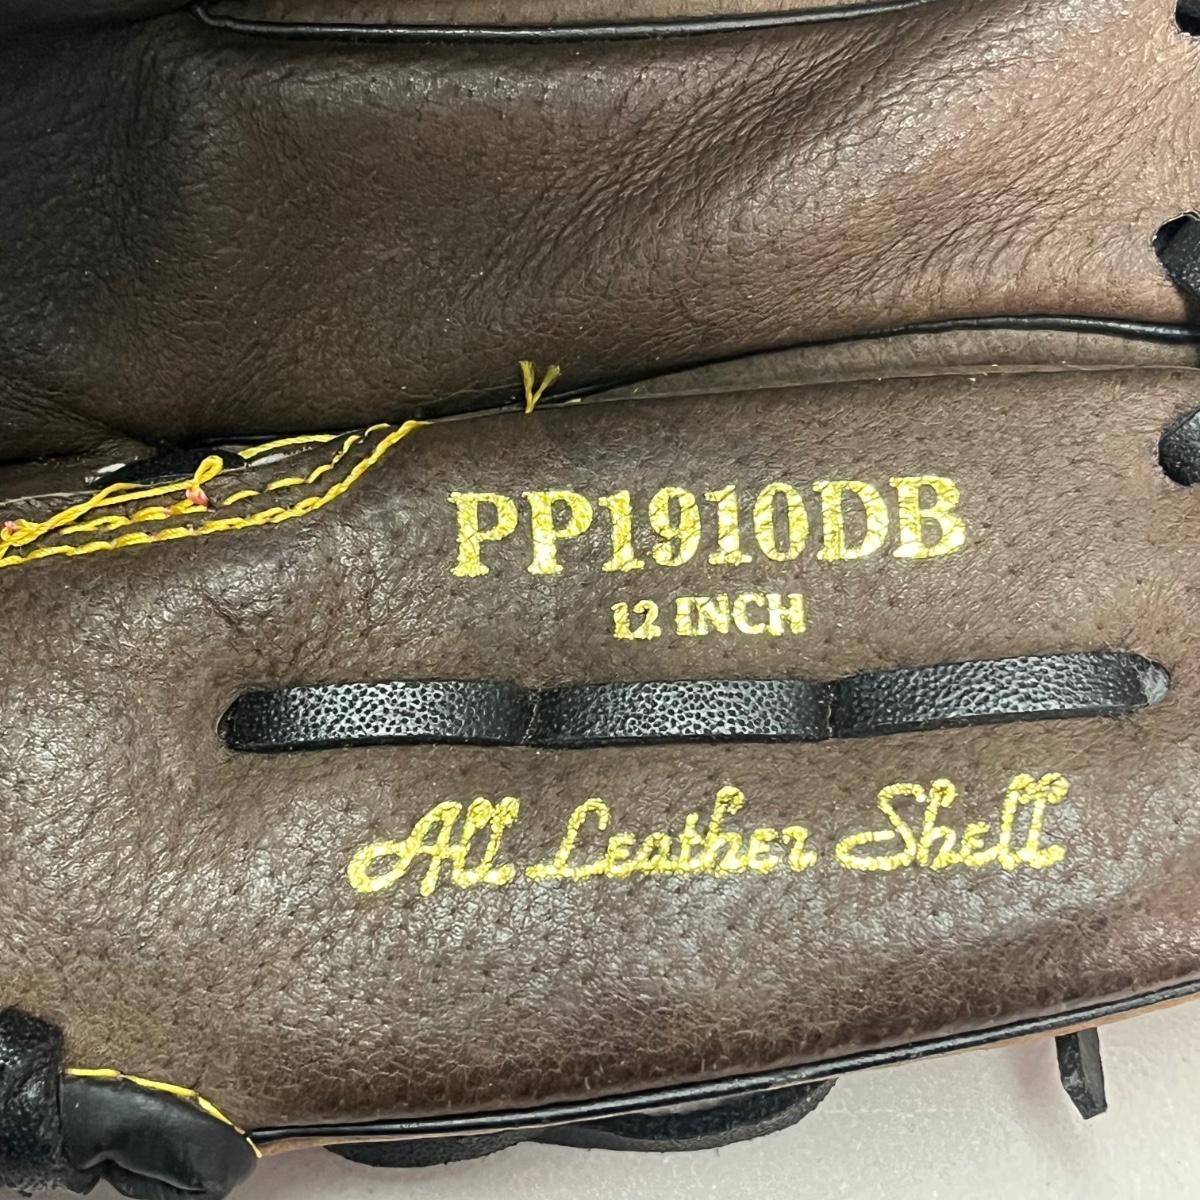 PP1910DB
12 INCH
All Leather Shell